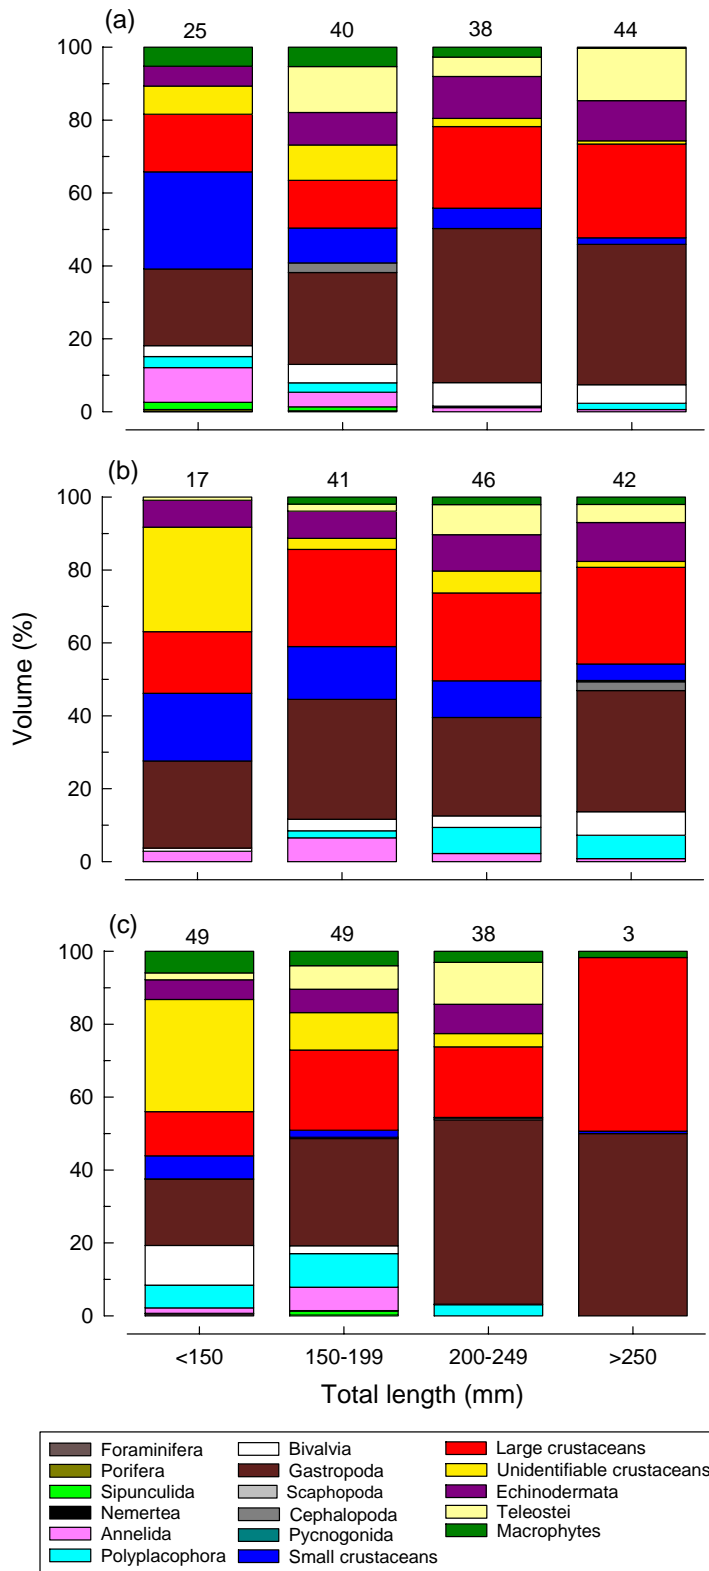 (a)
25 40 38 44
100
80
60
40
20
0
(b)
17 41 46 42
100
80
60
40
20
0
Volume (%)
(c)
49 49 38 3
100
80
60
40
20
0
<150 150-199 200-249 >250
Total length (mm)
Foraminifera
Porifera
Sipunculida
Nemertea
Annelida
Polyplacophora
Bivalvia
Gastropoda
Scaphopoda
Cephalopoda
Pycnogonida
Small crustaceans
Large crustaceans
Unidentifiable crustaceans
Echinodermata
Teleostei
Macrophytes